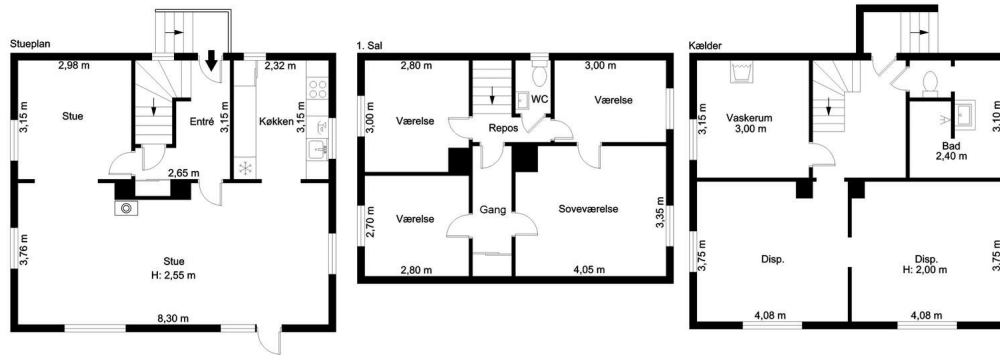 Stueplan
2,98 m
2,32 m
3,15 m
Stue
Entré
3,15 m
Køkken
3,15 m
2,65 m
3,76 m
Stue
H: 2,55 m
8,30 m
1. Sal
2,80 m
3,00 m
WC
3,00 m
Værelse
Værelse
Repos
2,70 m
Værelse
Gang
Soveværelse
3,35 m
2,80 m
4,05 m
Kælder
3,15 m
Vaskerum
3,00 m
3,10 m
Bad
2,40 m
3,75 m
Disp.
Disp.
H: 2,00 m
3,75 m
4,08 m
4,08 m